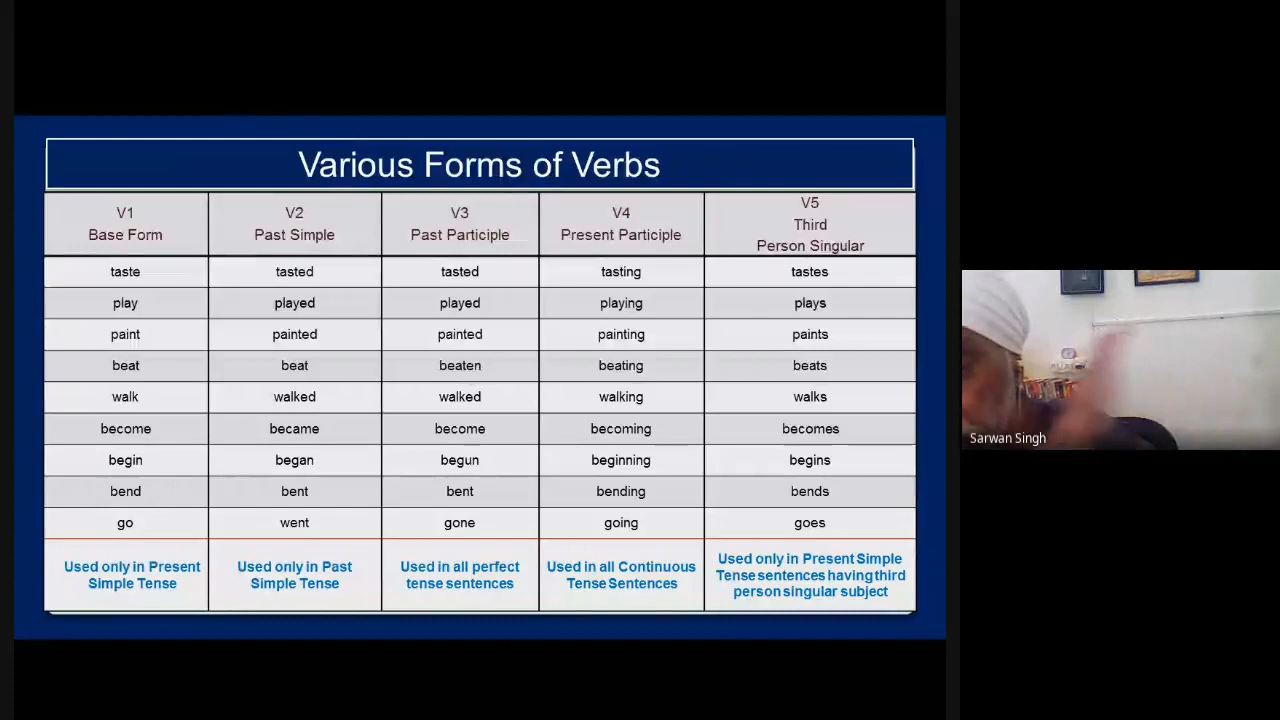 Various Forms of Verbs
V1
Base Form
V2
Past Simple
V3
Past Participle
V4
Present Participle
V5
Third
Person Singular
taste tasted tasted tasting tastes
play played played playing plays
paint painted painted painting paints
beat beat beaten beating beats
walk walked walked walking walks
become became become becoming becomes
begin began begun beginning begins
bend bent bent bending bends
go went gone going goes
Used only in Present
Simple Tense
Used only in Past
Simple Tense
Used in all perfect
tense sentences
Used in all Continuous
Tense Sentences
Used only in Present Simple
Tense sentences having third
person singular subject
Sarwan Singh